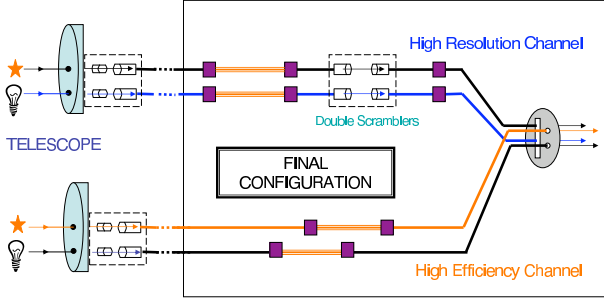 High Resolution Channel
Double Scramblers
TELESCOPE
FINAL
CONFIGURATION
High Efficiency Channel